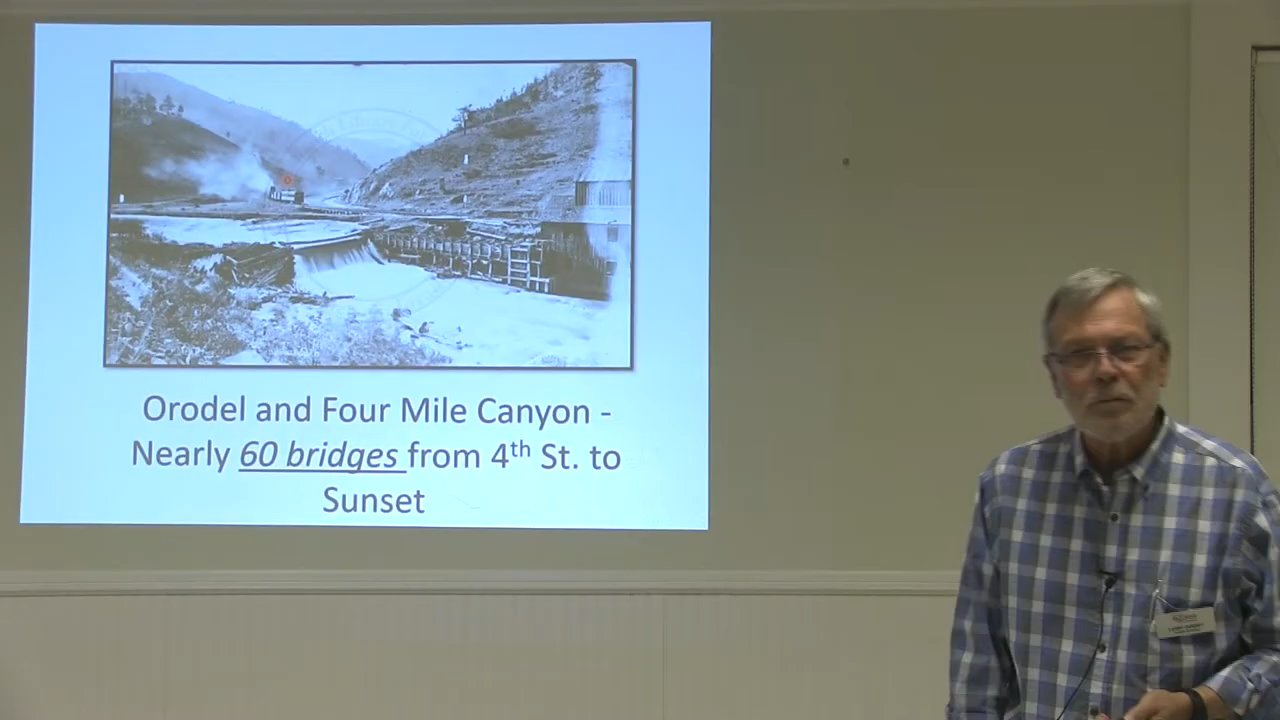 Orodel and Four Mile Canyon -
Nearly 60 bridges from 4th St. to
Sunset